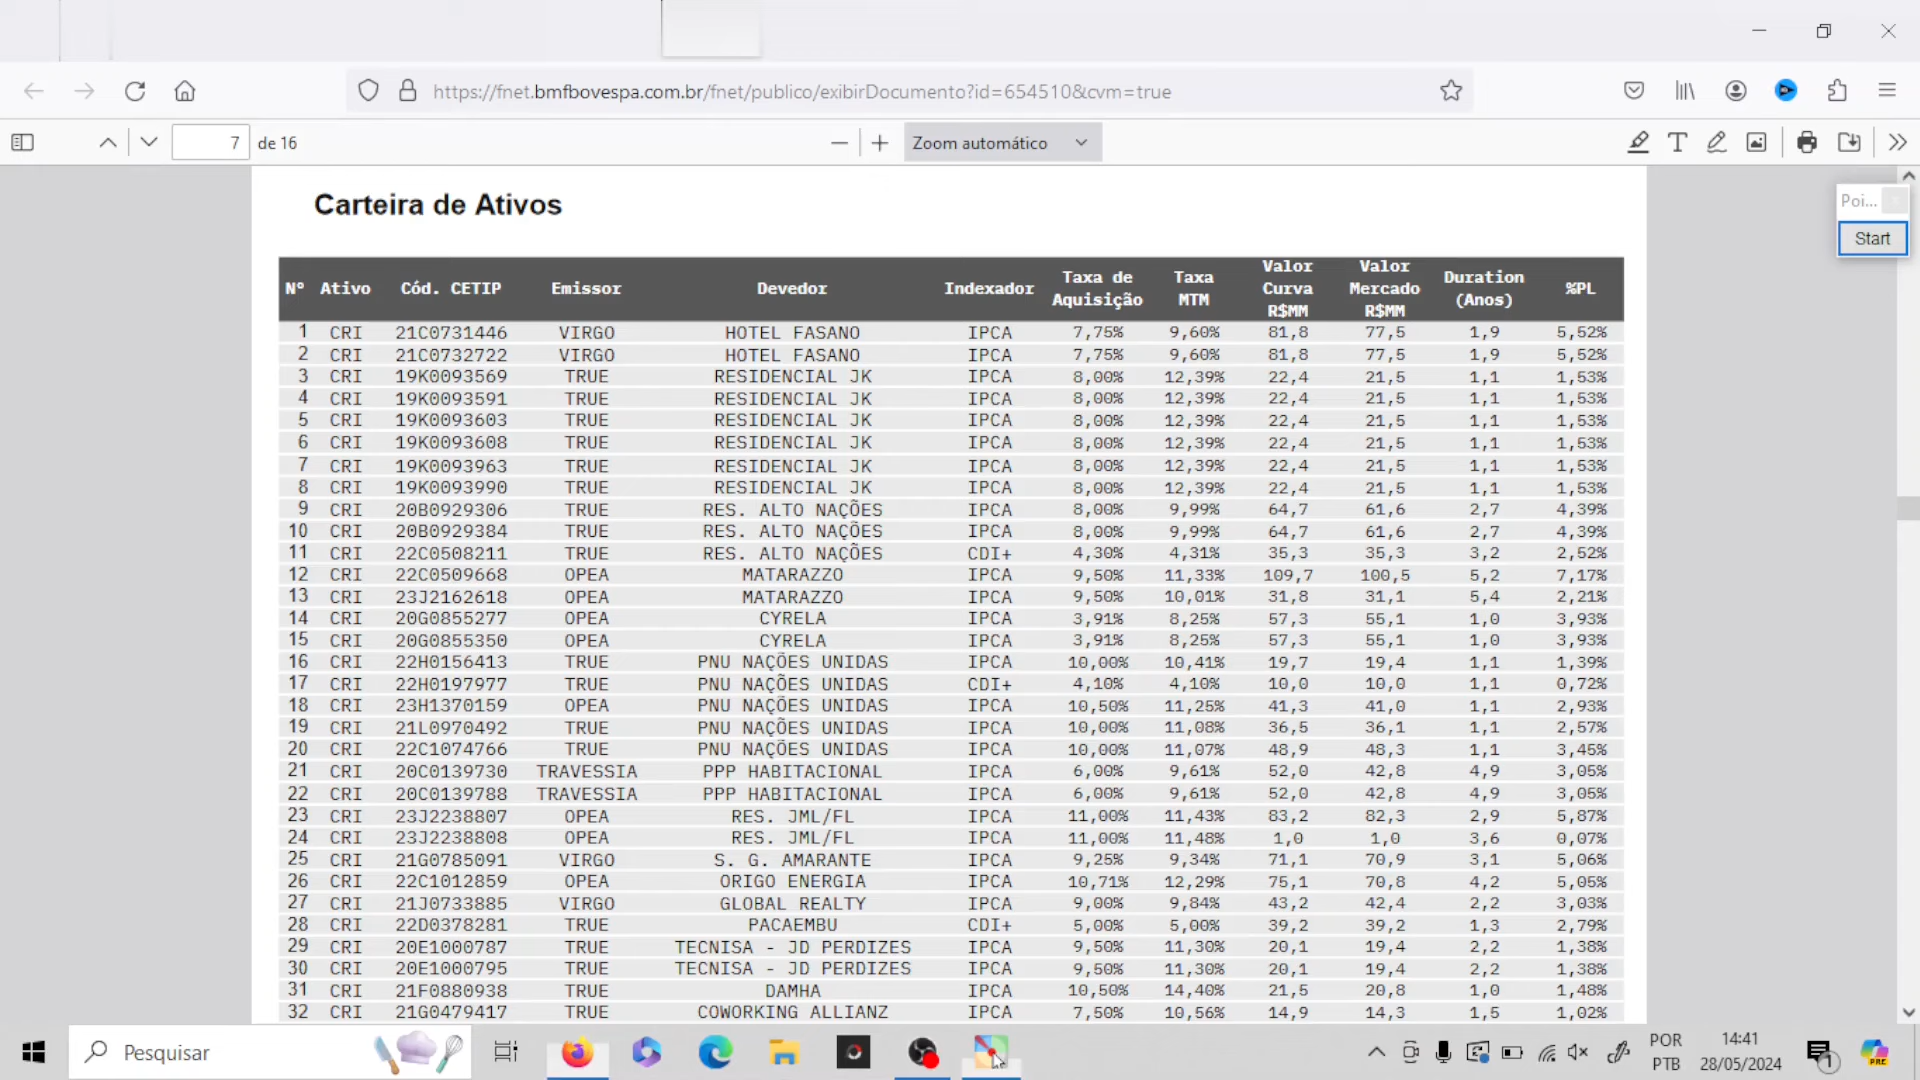 https://fnet.bmfbovespa.com.br/fnet/publico/exibirDocumento?id=654510&cvm=true
7 de 16 Zoom automático
Carteira de Ativos
Poi...
Start
Nº Ativo Cód. CETIP Emissor Devedor Indexador Taxa de Aquisição Taxa MTM Valor Curva R$MM Valor Mercado R$MM Duration (Anos) %PL
1 CRI 21C0731446 VIRGO HOTEL FASANO IPCA 7,75% 9,60% 81,8 77,5 1,9 5,52%
2 CRI 21C0732722 VIRGO HOTEL FASANO IPCA 7,75% 9,60% 81,8 77,5 1,9 5,52%
3 CRI 19K0093569 TRUE RESIDENCIAL JK IPCA 8,00% 12,39% 22,4 21,5 1,1 1,53%
4 CRI 19K0093591 TRUE RESIDENCIAL JK IPCA 8,00% 12,39% 22,4 21,5 1,1 1,53%
5 CRI 19K0093603 TRUE RESIDENCIAL JK IPCA 8,00% 12,39% 22,4 21,5 1,1 1,53%
6 CRI 19K0093608 TRUE RESIDENCIAL JK IPCA 8,00% 12,39% 22,4 21,5 1,1 1,53%
7 CRI 19K0093963 TRUE RESIDENCIAL JK IPCA 8,00% 12,39% 22,4 21,5 1,1 1,53%
8 CRI 19K0093990 TRUE RESIDENCIAL JK IPCA 8,00% 12,39% 22,4 21,5 1,1 1,53%
9 CRI 20B0929306 TRUE RES. ALTO NAÇÕES IPCA 8,00% 9,99% 64,7 61,6 2,7 4,39%
10 CRI 20B0929384 TRUE RES. ALTO NAÇÕES IPCA 8,00% 9,99% 64,7 61,6 2,7 4,39%
11 CRI 22C0508211 TRUE RES. ALTO NAÇÕES CDI+ 4,30% 4,31% 35,3 35,3 3,2 2,52%
12 CRI 22C0509668 OPEA MATARAZZO IPCA 9,50% 11,33% 109,7 100,5 5,2 7,17%
13 CRI 23J2162618 OPEA MATARAZZO IPCA 9,50% 10,01% 31,8 31,1 5,4 2,21%
14 CRI 20G0855277 OPEA CYRELA IPCA 3,91% 8,25% 57,3 55,1 1,0 3,93%
15 CRI 20G0855350 OPEA CYRELA IPCA 3,91% 8,25% 57,3 55,1 1,0 3,93%
16 CRI 22H0156413 TRUE PNU NAÇÕES UNIDAS IPCA 10,00% 10,41% 19,7 19,4 1,1 1,39%
17 CRI 22H0197977 TRUE PNU NAÇÕES UNIDAS CDI+ 4,10% 4,10% 10,0 10,0 1,1 0,72%
18 CRI 23H1370159 OPEA PNU NAÇÕES UNIDAS IPCA 10,50% 11,25% 41,3 41,0 1,1 2,93%
19 CRI 21L0970492 TRUE PNU NAÇÕES UNIDAS IPCA 10,00% 11,08% 36,5 36,1 1,1 2,57%
20 CRI 22C1074766 TRUE PNU NAÇÕES UNIDAS IPCA 10,00% 11,07% 48,9 48,3 1,1 3,45%
21 CRI 20C0139730 TRAVESSIA PPP HABITACIONAL IPCA 6,00% 9,61% 52,0 42,8 4,9 3,05%
22 CRI 20C0139788 TRAVESSIA PPP HABITACIONAL IPCA 6,00% 9,61% 52,0 42,8 4,9 3,05%
23 CRI 23J2238807 OPEA RES. JML/FL IPCA 11,00% 11,43% 83,2 82,3 2,9 5,87%
24 CRI 23J2238808 OPEA RES. JML/FL IPCA 11,00% 11,48% 1,0 1,0 3,6 0,07%
25 CRI 21G0785091 VIRGO S. G. AMARANTE IPCA 9,25% 9,34% 71,1 70,9 3,1 5,06%
26 CRI 22C1012859 OPEA ORIGO ENERGIA IPCA 10,71% 12,29% 75,1 70,8 4,2 5,05%
27 CRI 21J0733885 VIRGO GLOBAL REALTY IPCA 9,00% 9,84% 43,2 42,4 2,2 3,03%
28 CRI 22D0378281 TRUE PACAEMBU CDI+ 5,00% 5,00% 39,2 39,2 1,3 2,79%
29 CRI 20E1000787 TRUE TECNISA - JD PERDIZES IPCA 9,50% 11,30% 20,1 19,4 2,2 1,38%
30 CRI 20E1000795 TRUE TECNISA - JD PERDIZES IPCA 9,50% 11,30% 20,1 19,4 2,2 1,38%
31 CRI 21F0880938 TRUE DAMHA IPCA 10,50% 14,40% 21,5 20,8 1,0 1,48%
32 CRI 21G0479417 TRUE COWORKING ALLIANZ IPCA 7,50% 10,56% 14,9 14,3 1,5 1,02%
Pesquisar
POR 14:41
PTB 28/05/2024
1
PRE